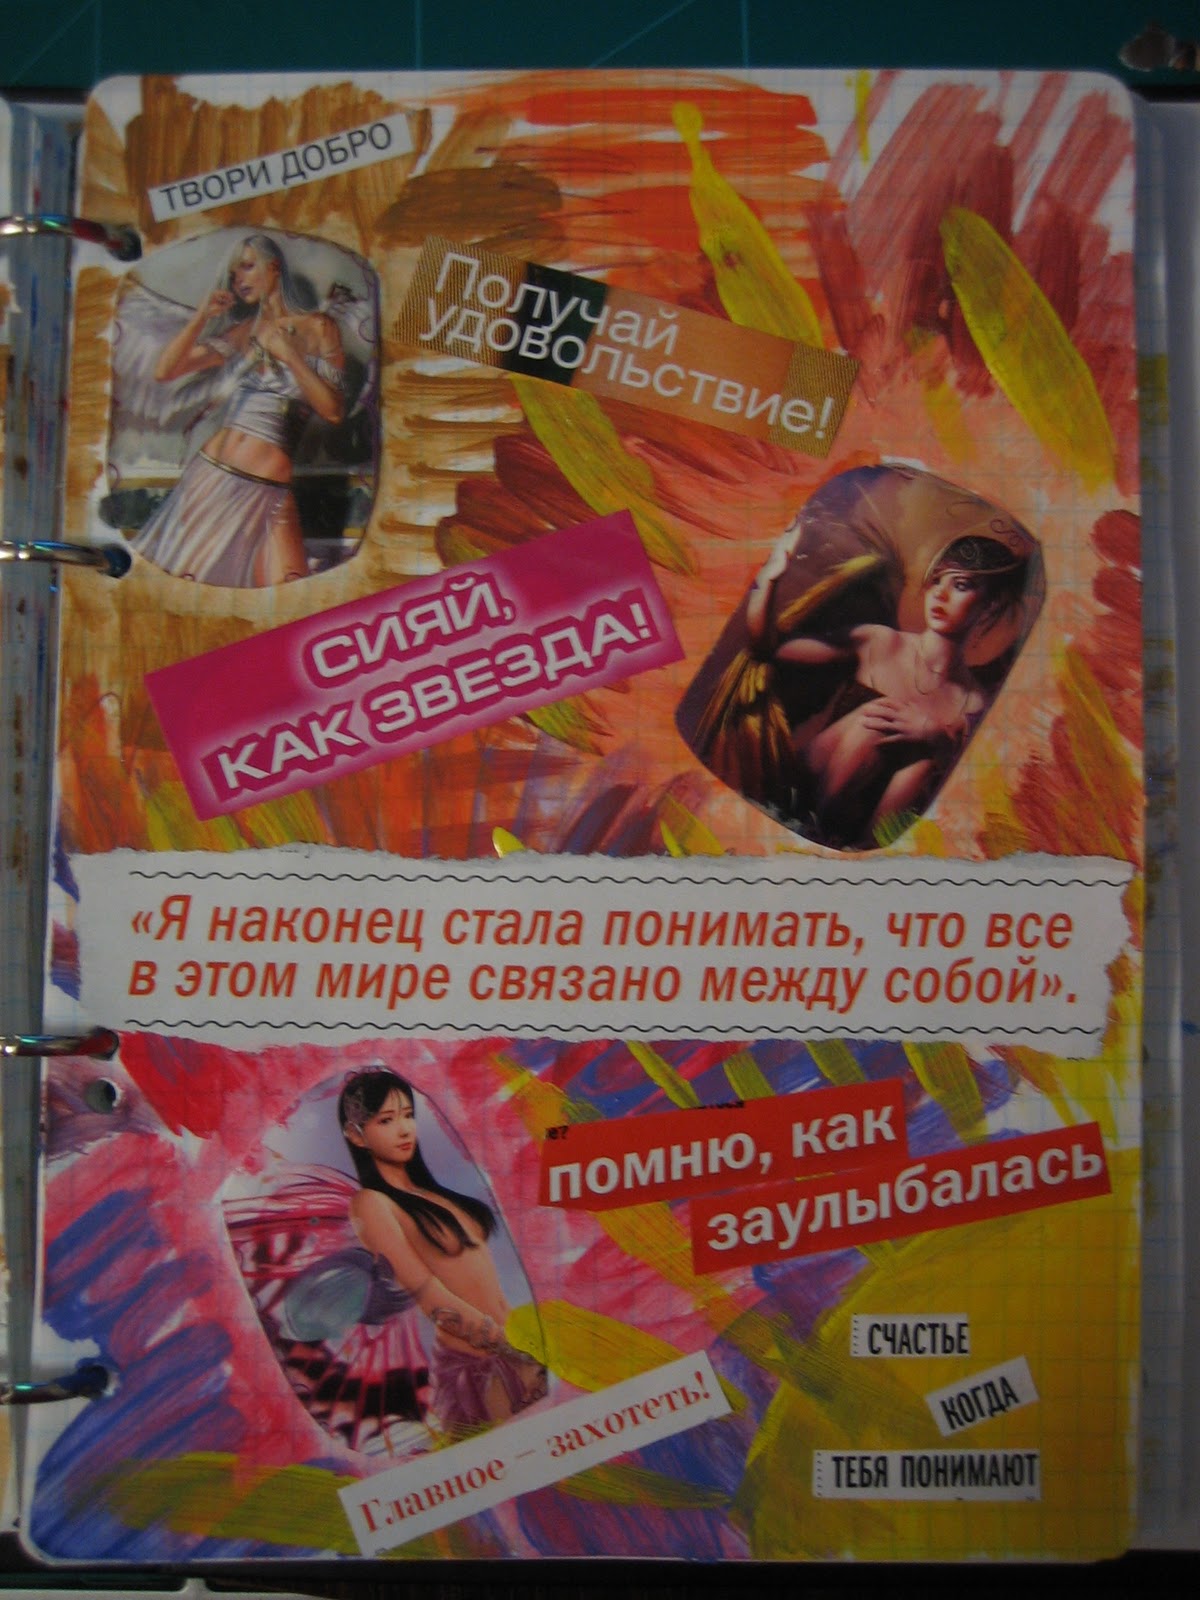 ТВОРИ ДОБРО
Получай
удовольствие!
СИЯЙ,
КАК ЗВЕЗДА!
«Я наконец стала понимать, что все
в этом мире связано между собой».
е?
помню, как
заулыбалась
СЧАСТЬЕ
КОГДА
ТЕБЯ ПОНИМАЮТ
Главное – захотеть!